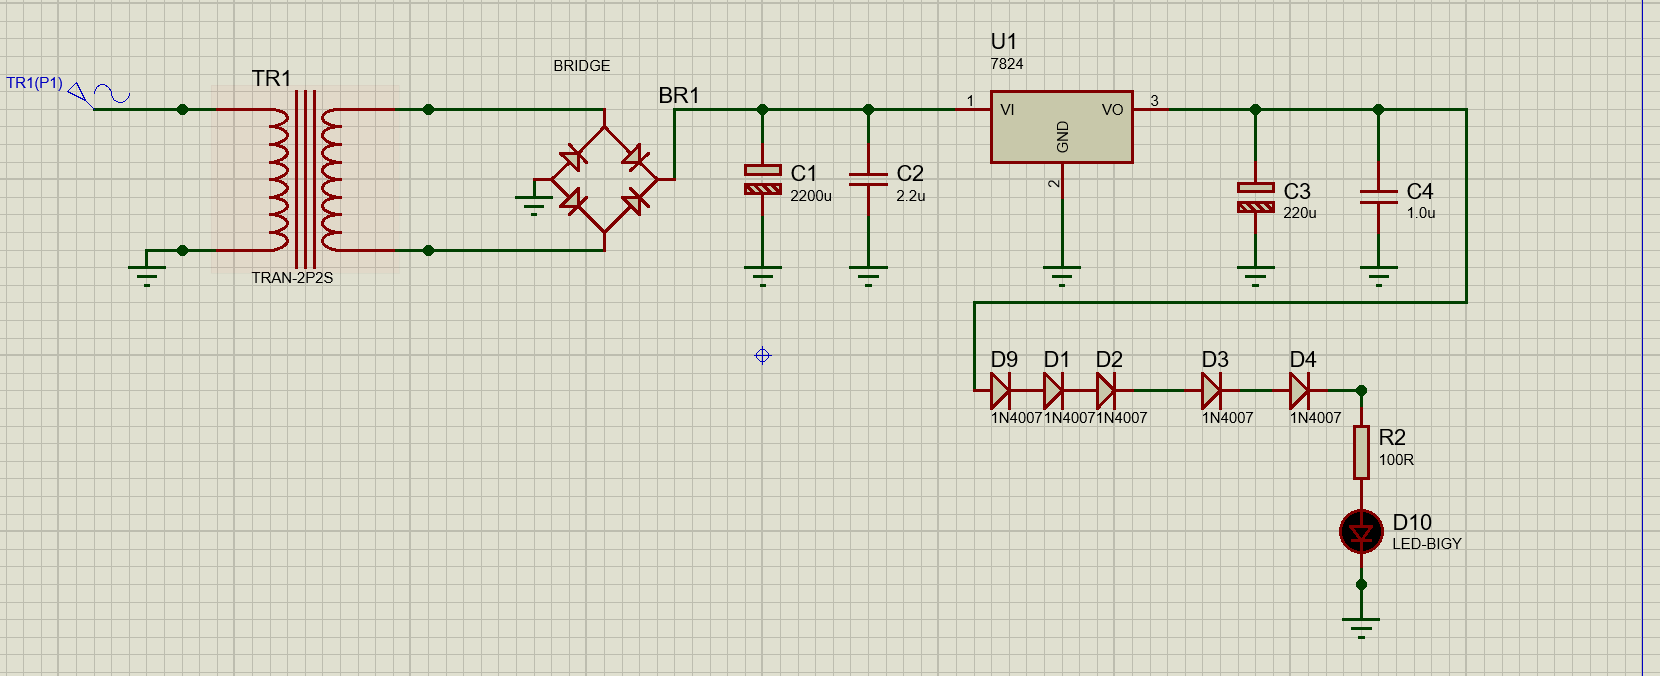 TR1(P1)
TR1
TRAN-2P2S
BRIDGE
BR1
C1
2200u
C2
2.2u
U1
7824
1
VI
VO
3
GND
2
C3
220u
C4
1.0u
D9
1N4007
D1
1N4007
D2
1N4007
D3
1N4007
D4
1N4007
R2
100R
D10
LED-BIGY